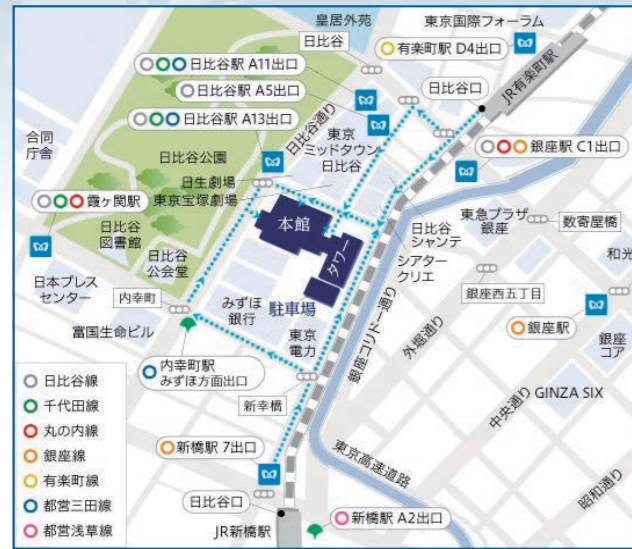 皇居外苑
東京国際フォーラム
日比谷
有楽町駅 D4出口
日比谷駅 A11出口
日比谷駅 A5出口
日比谷駅 A13出口
日比谷口
JR有楽町駅
日比谷通り
東京
ミッドタウン
日比谷
銀座駅 C1出口
合同
庁舎
日比谷公園
日生劇場
東京宝塚劇場
霞ヶ関駅
日比谷
図書館
日比谷
公会堂
本館
タワー
日比谷
シャンテ
シアター
クリエ
東急プラザ
銀座
数寄屋橋
和光
日本プレス
センター
内幸町
みずほ
銀行
駐車場
東京
電力
銀座コリドー通り
銀座西五丁目
外堀通り
銀座駅
銀座
コア
富国生命ビル
内幸町駅
みずほ方面出口
新幸橋
中央通り
GINZA SIX
日比谷線
千代田線
丸の内線
銀座線
有楽町線
都営三田線
都営浅草線
新橋駅 7出口
東京高速道路
昭和通り
日比谷口
JR新橋駅
新橋駅 A2出口